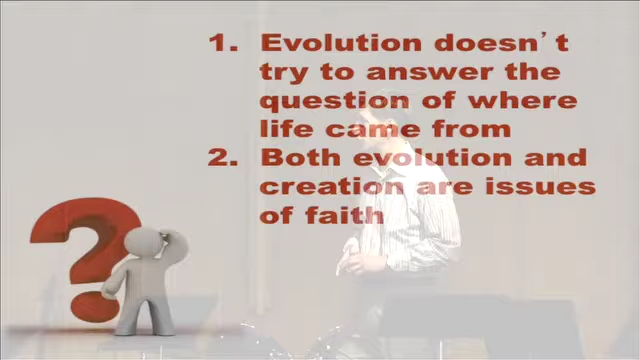 1. Evolution doesn't
try to answer the
question of where
life came from
2. Both evolution and
creation are issues
of faith